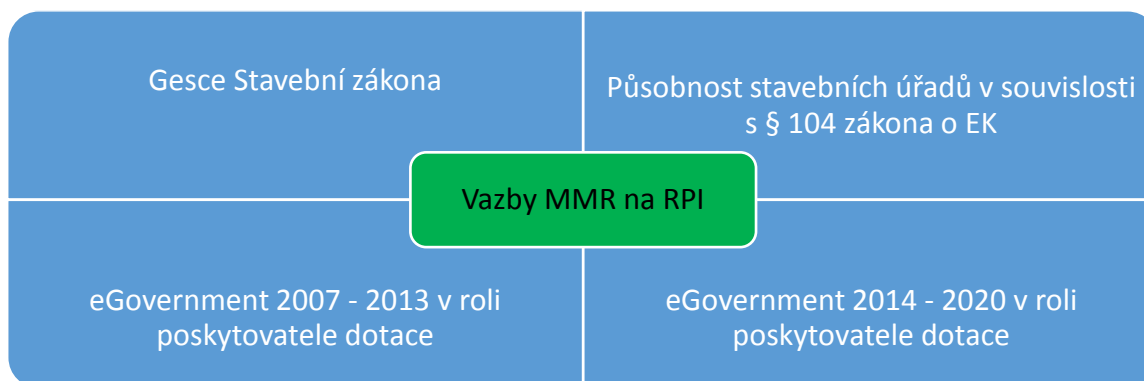 Gesce Stavební zákona
Působnost stavebních úřadů v souvislosti
s § 104 zákona o EK
Vazby MMR na RPI
eGovernment 2007 - 2013 v roli
poskytovatele dotace
eGovernment 2014 - 2020 v roli
poskytovatele dotace